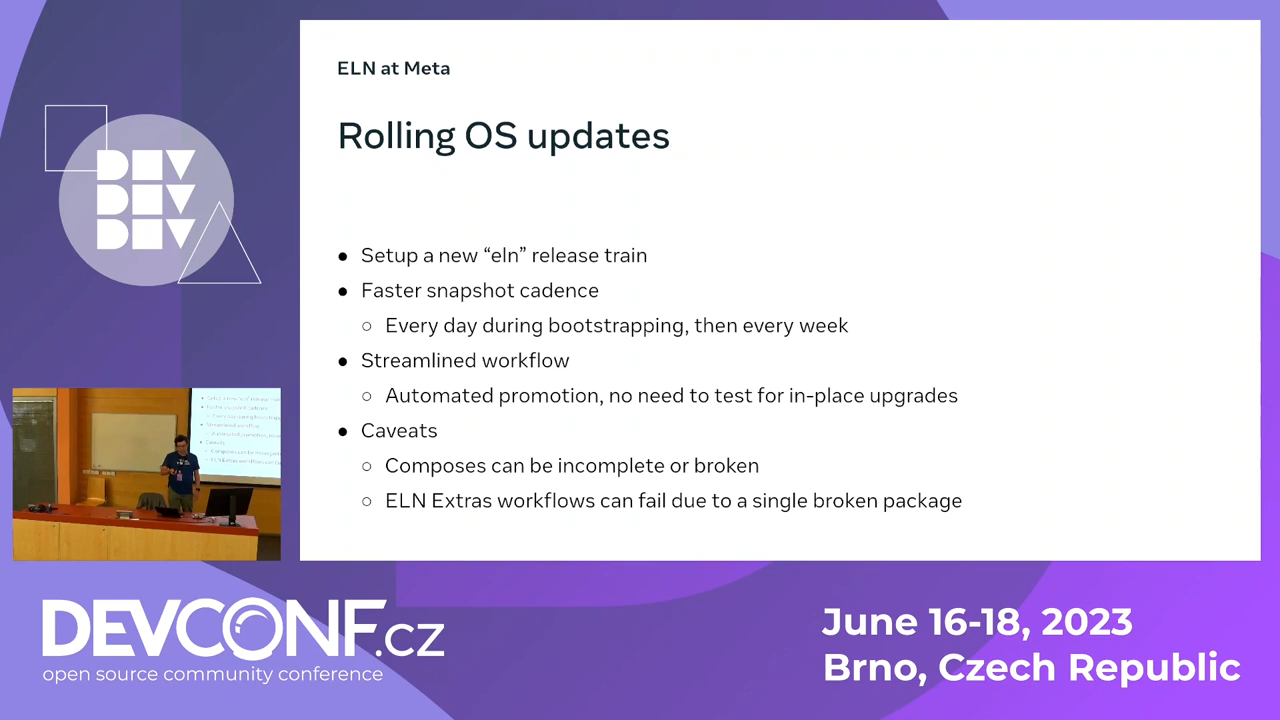 ELN at Meta
Rolling OS updates
● Setup a new “eln” release train
● Faster snapshot cadence
○ Every day during bootstrapping, then every week
● Streamlined workflow
○ Automated promotion, no need to test for in-place upgrades
● Caveats
○ Composes can be incomplete or broken
○ ELN Extras workflows can fail due to a single broken package
DEV
DEV
DEV
DEVCONF.cz
open source community conference
June 16-18, 2023
Brno, Czech Republic